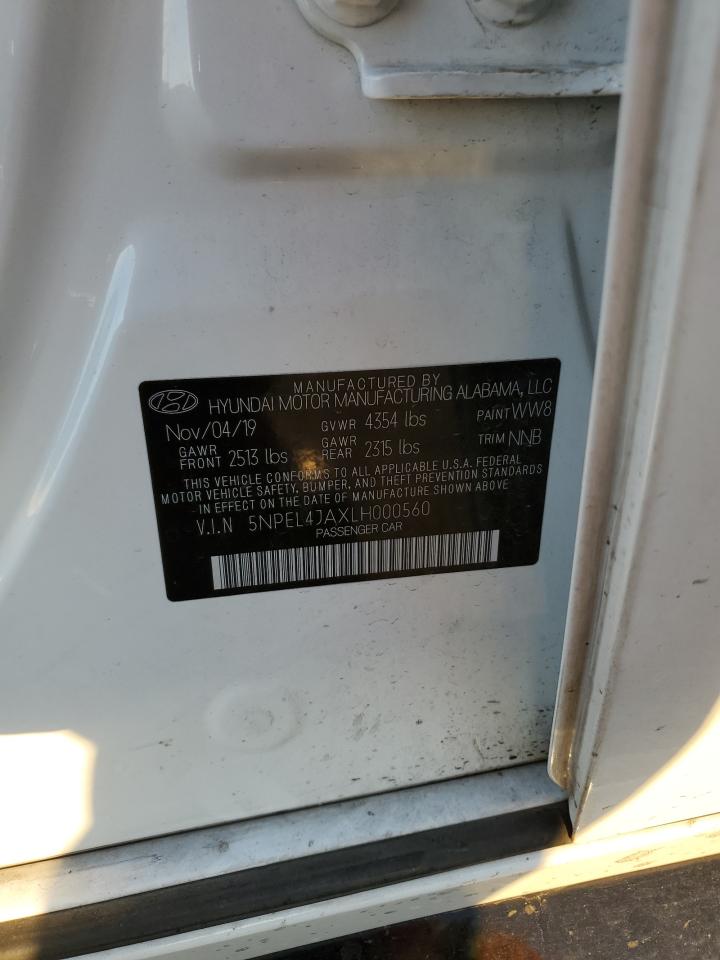 MANUFACTURED BY
HYUNDAI MOTOR MANUFACTURING ALABAMA, LLC
Nov/04/19 GVWR 4354 lbs PAINT WW8
GAWR FRONT 2513 lbs GAWR REAR 2315 lbs TRIM NNB
THIS VEHICLE CONFORMS TO ALL APPLICABLE U.S.A. FEDERAL
MOTOR VEHICLE SAFETY, BUMPER, AND THEFT PREVENTION STANDARDS
IN EFFECT ON THE DATE OF MANUFACTURE SHOWN ABOVE.
V.I.N 5NPEL4JAXLH000560
PASSENGER CAR